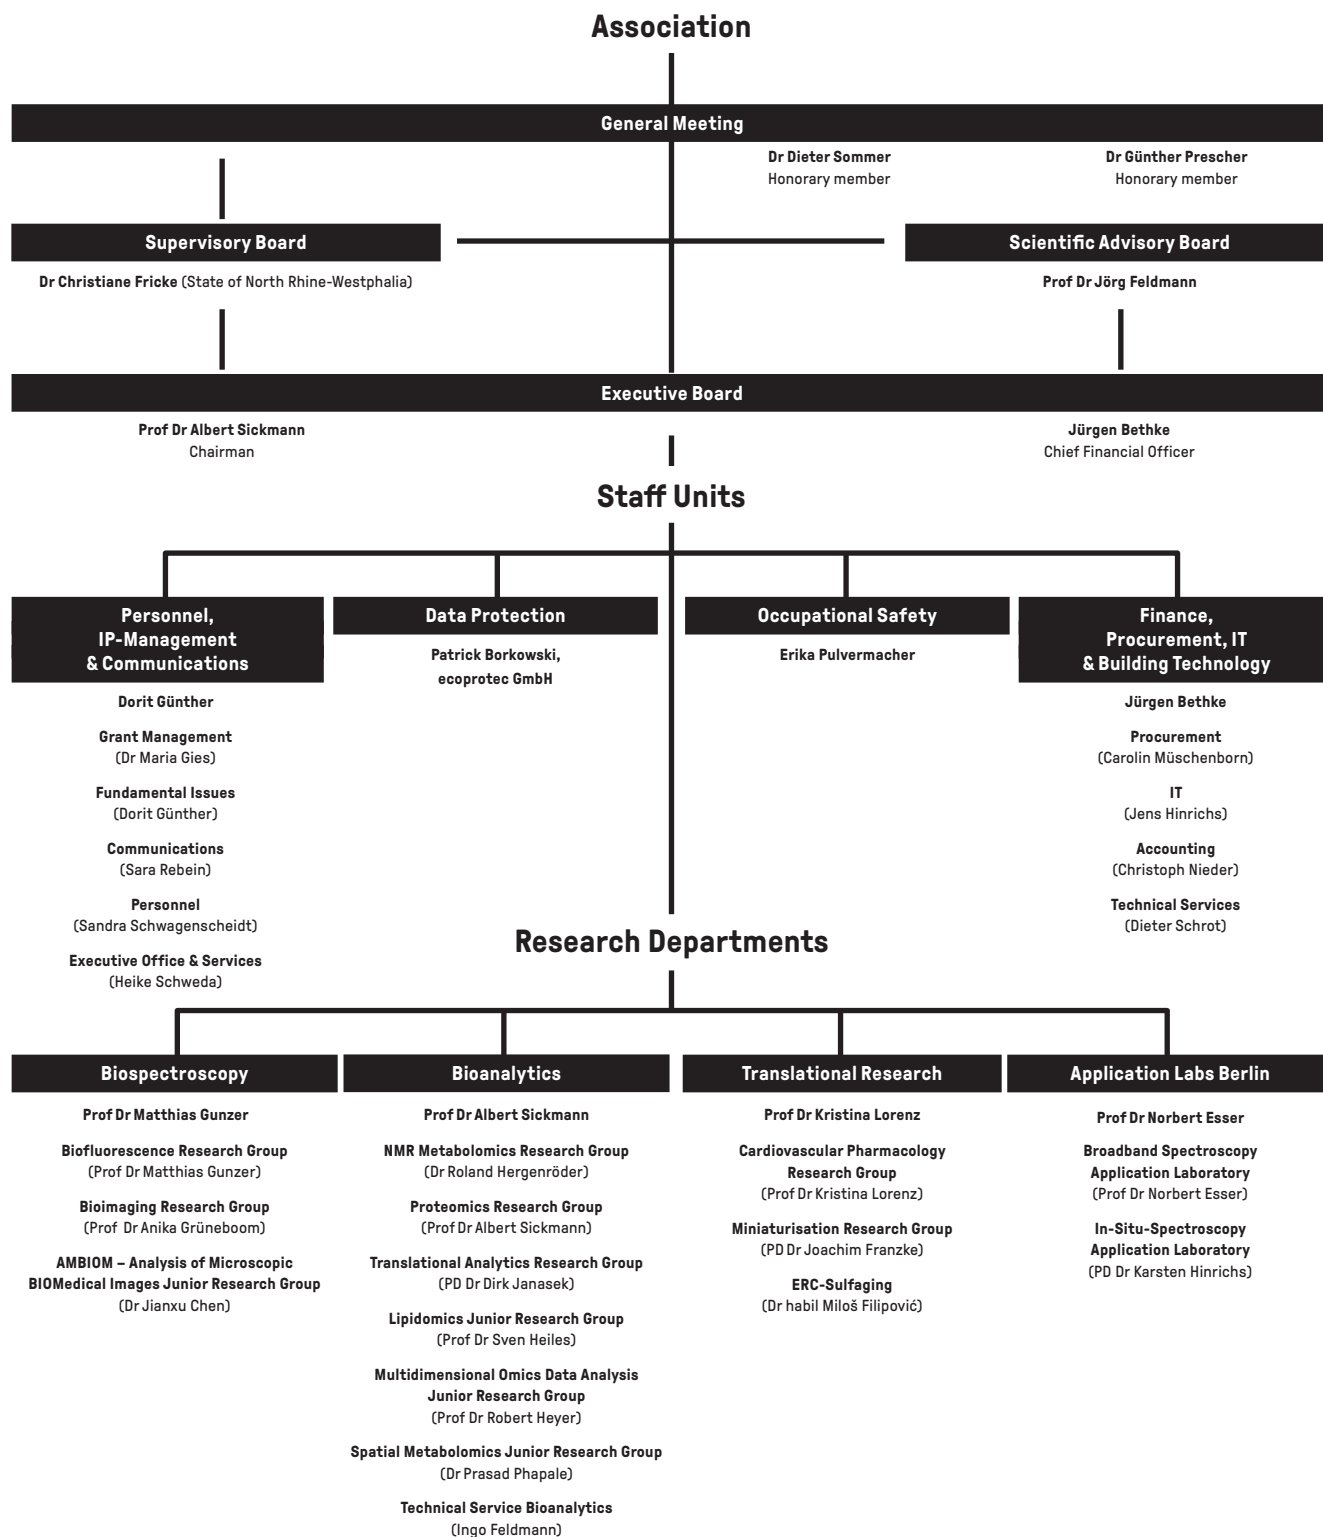 Association
General Meeting
Dr Dieter Sommer
Honorary member
Dr Günther Prescher
Honorary member
Supervisory Board
Dr Christiane Fricke (State of North Rhine-Westphalia)
Scientific Advisory Board
Prof Dr Jörg Feldmann
Executive Board
Prof Dr Albert Sickmann
Chairman
Jürgen Bethke
Chief Financial Officer
Staff Units
Personnel,
IP-Management
& Communications
Dorit Günther
Grant Management
(Dr Maria Gies)
Fundamental Issues
(Dorit Günther)
Communications
(Sara Rebein)
Personnel
(Sandra Schwagenscheidt)
Executive Office & Services
(Heike Schweda)
Data Protection
Patrick Borkowski,
ecoprotec GmbH
Occupational Safety
Erika Pulvermacher
Finance,
Procurement, IT
& Building Technology
Jürgen Bethke
Procurement
(Carolin Müschenborn)
IT
(Jens Hinrichs)
Accounting
(Christoph Nieder)
Technical Services
(Dieter Schrot)
Research Departments
Biospectroscopy
Prof Dr Matthias Gunzer
Biofluorescence Research Group
(Prof Dr Matthias Gunzer)
Bioimaging Research Group
(Prof Dr Anika Grüneboom)
AMBIOM – Analysis of Microscopic
BIOMedical Images Junior Research Group
(Dr Jianxu Chen)
Bioanalytics
Prof Dr Albert Sickmann
NMR Metabolomics Research Group
(Dr Roland Hergenröder)
Proteomics Research Group
(Prof Dr Albert Sickmann)
Translational Analytics Research Group
(PD Dr Dirk Janasek)
Lipidomics Junior Research Group
(Prof Dr Sven Heiles)
Multidimensional Omics Data Analysis
Junior Research Group
(Prof Dr Robert Heyer)
Spatial Metabolomics Junior Research Group
(Dr Prasad Phapale)
Technical Service Bioanalytics
(Ingo Feldmann)
Translational Research
Prof Dr Kristina Lorenz
Cardiovascular Pharmacology
Research Group
(Prof Dr Kristina Lorenz)
Miniaturisation Research Group
(PD Dr Joachim Franzke)
ERC-Sulfaging
(Dr habil Miloš Filipović)
Application Labs Berlin
Prof Dr Norbert Esser
Broadband Spectroscopy
Application Laboratory
(Prof Dr Norbert Esser)
In-Situ-Spectroscopy
Application Laboratory
(PD Dr Karsten Hinrichs)